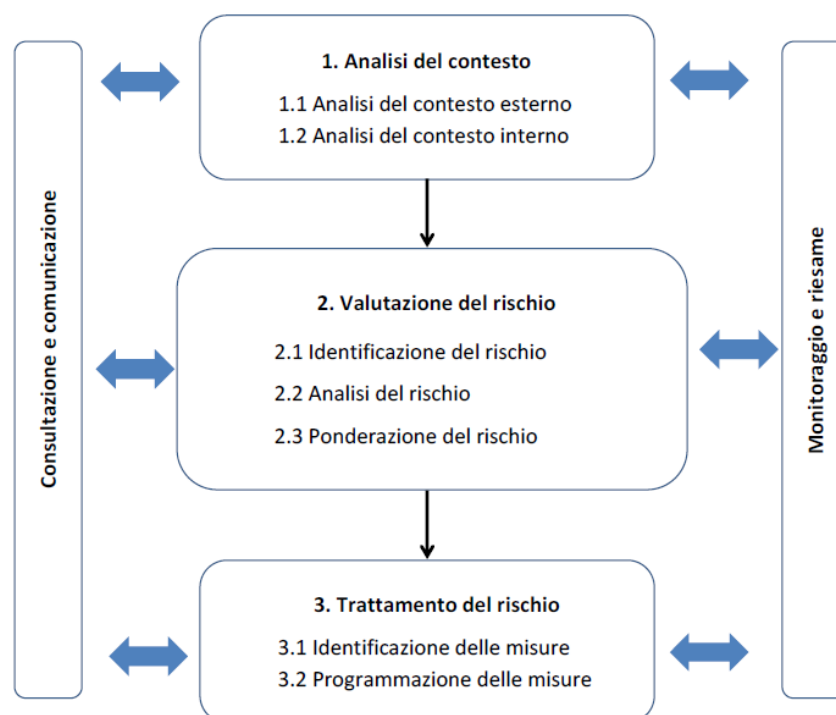 Consultazione e comunicazione
1. Analisi del contesto
1.1 Analisi del contesto esterno
1.2 Analisi del contesto interno
2. Valutazione del rischio
2.1 Identificazione del rischio
2.2 Analisi del rischio
2.3 Ponderazione del rischio
3. Trattamento del rischio
3.1 Identificazione delle misure
3.2 Programmazione delle misure
Monitoraggio e riesame